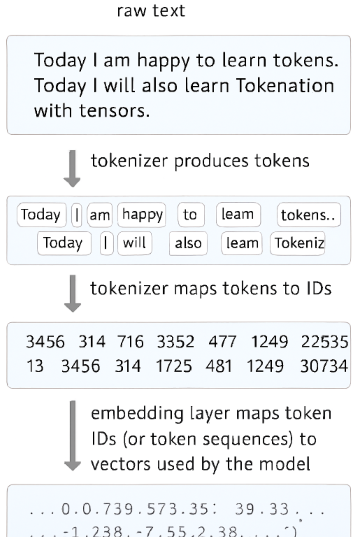 raw text
Today I am happy to learn tokens.
Today I will also learn Tokenation
with tensors.
tokenizer produces tokens
Today I am happy to leam tokens..
Today I will also leam Tokeniz
tokenizer maps tokens to IDs
3456 314 716 3352 477 1249 22535
13 3456 314 1725 481 1249 30734
embedding layer maps token
IDs (or token sequences) to
vectors used by the model
...0.0.739.573.35: 39.33...
...-1.238.-7.55.2.38. ...